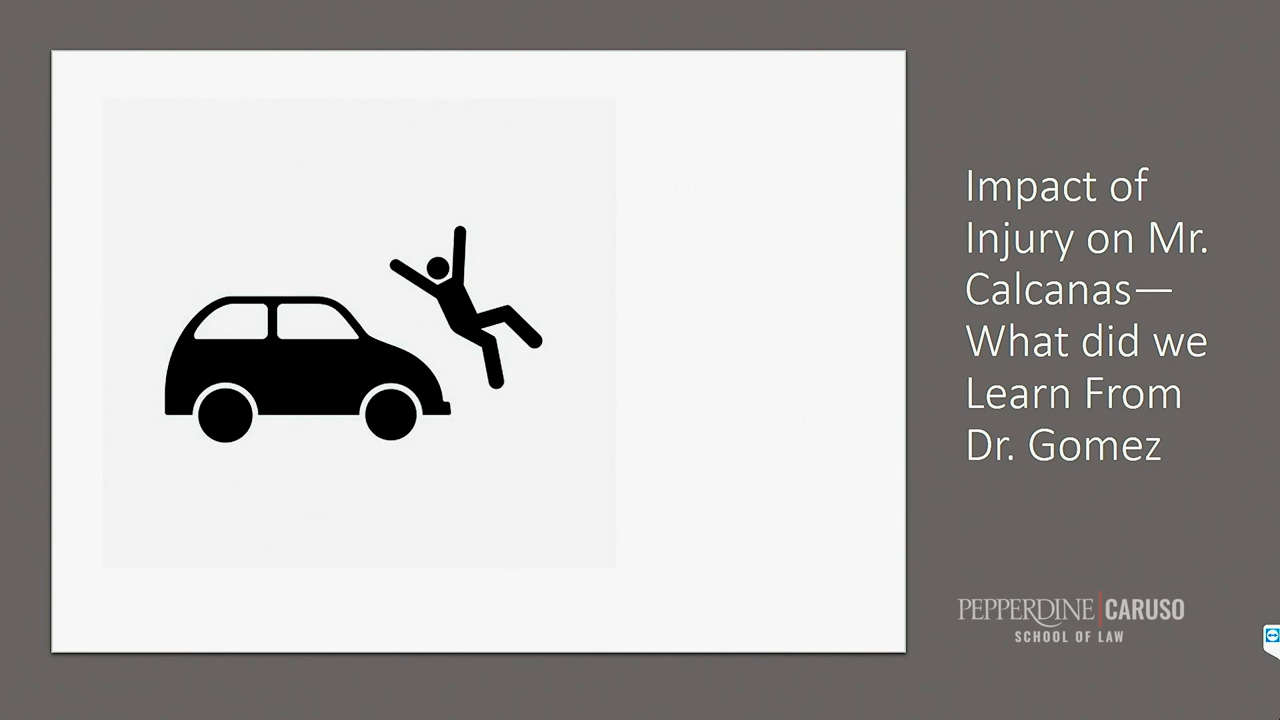 Impact of
Injury on Mr.
Calcanas—
What did we
Learn From
Dr. Gomez
PEPPERDINE | CARUSO
SCHOOL OF LAW